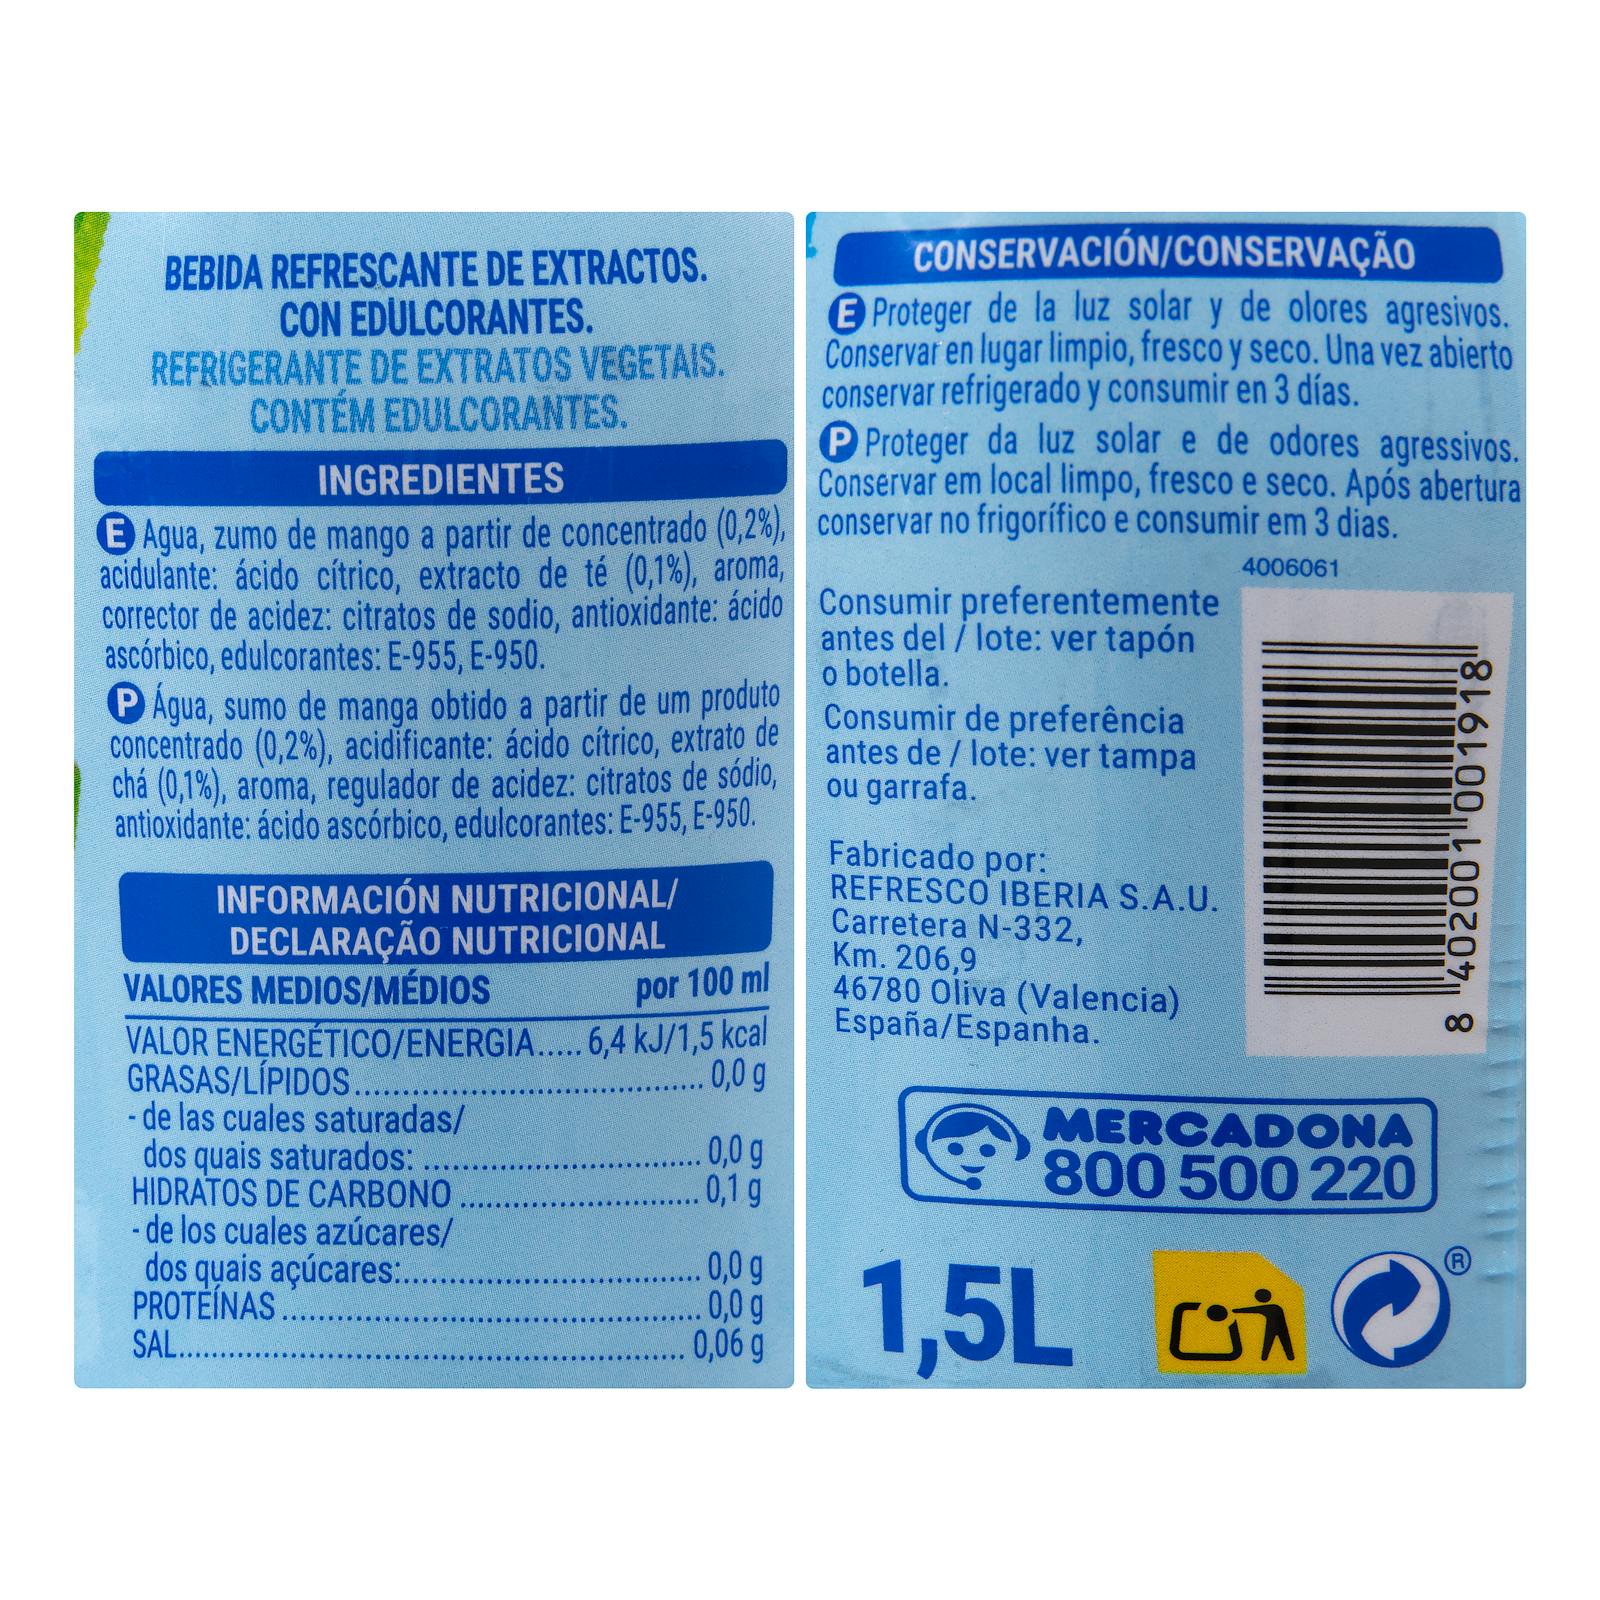 BEBIDA REFRESCANTE DE EXTRACTOS.
CON EDULCORANTES.
REFRIGERANTE DE EXTRATOS VEGETAIS.
CONTÉM EDULCORANTES.
INGREDIENTES
E Agua, zumo de mango a partir de concentrado (0,2%),
acidulante: ácido cítrico, extracto de té (0,1%), aroma,
corrector de acidez: citratos de sodio, antioxidante: ácido
ascórbico, edulcorantes: E-955, E-950.
P Água, sumo de manga obtido a partir de um produto
concentrado (0,2%), acidificante: ácido cítrico, extrato de
chá (0,1%), aroma, regulador de acidez: citratos de sódio,
antioxidante: ácido ascórbico, edulcorantes: E-955, E-950.
INFORMACIÓN NUTRICIONAL/
DECLARAÇÃO NUTRICIONAL
VALORES MEDIOS/MÉDIOS por 100 ml
VALOR ENERGÉTICO/ENERGIA..... 6,4 kJ/1,5 kcal
GRASAS/LÍPIDOS.................................. 0,0 g
- de las cuales saturadas/
dos quais saturados: ........................... 0,0 g
HIDRATOS DE CARBONO ....................... 0,1 g
- de los cuales azúcares/
dos quais açúcares:............................. 0,0 g
PROTEÍNAS ......................................... 0,0 g
SAL.................................................. 0,06 g
CONSERVACIÓN/CONSERVAÇÃO
E Proteger de la luz solar y de olores agresivos.
Conservar en lugar limpio, fresco y seco. Una vez abierto
conservar refrigerado y consumir en 3 días.
P Proteger da luz solar e de odores agressivos.
Conservar em local limpo, fresco e seco. Após abertura
conservar no frigorífico e consumir em 3 dias.
4006061
Consumir preferentemente
antes del / lote: ver tapón
o botella.
Consumir de preferência
antes de / lote: ver tampa
ou garrafa.
Fabricado por:
REFRESCO IBERIA S.A.U.
Carretera N-332,
Km. 206,9
46780 Oliva (Valencia)
España/Espanha.
8 402001 001918
MERCADONA
800 500 220
1,5L
®